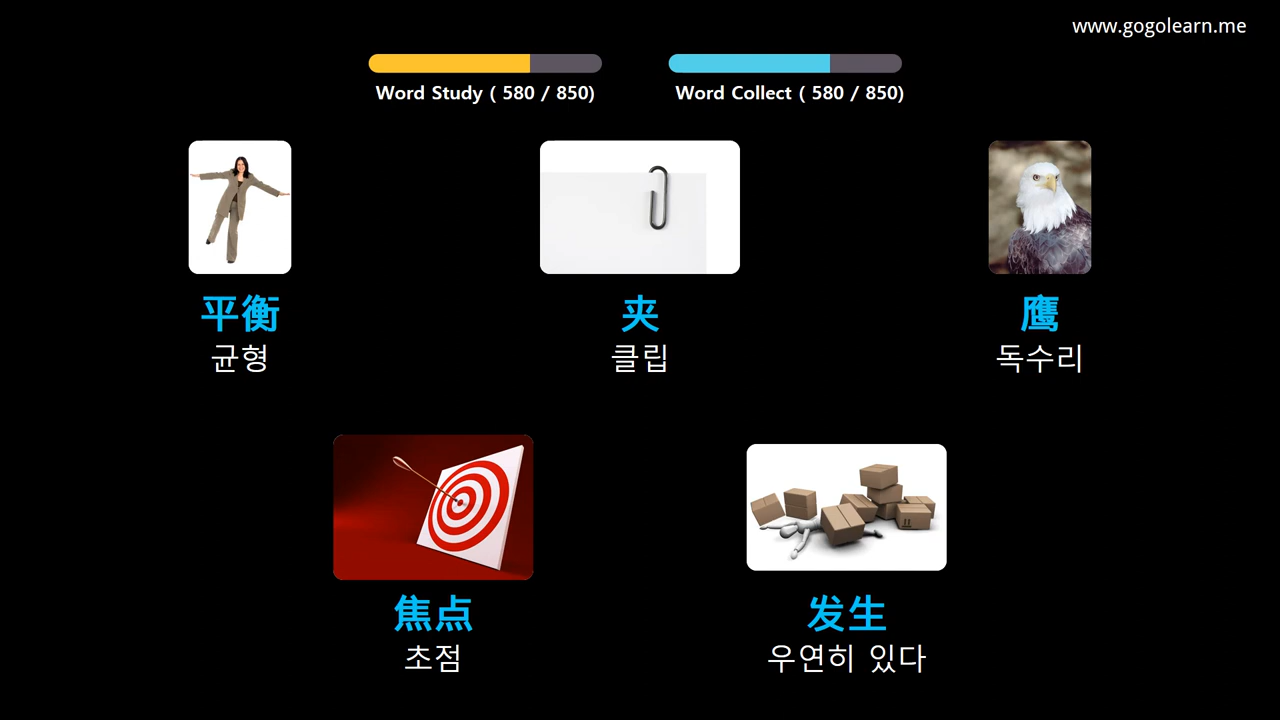 www.gogolearn.me
Word Study ( 580 / 850)
Word Collect ( 580 / 850)
平衡
균형
夹
클립
鹰
독수리
焦点
초점
发生
우연히 있다